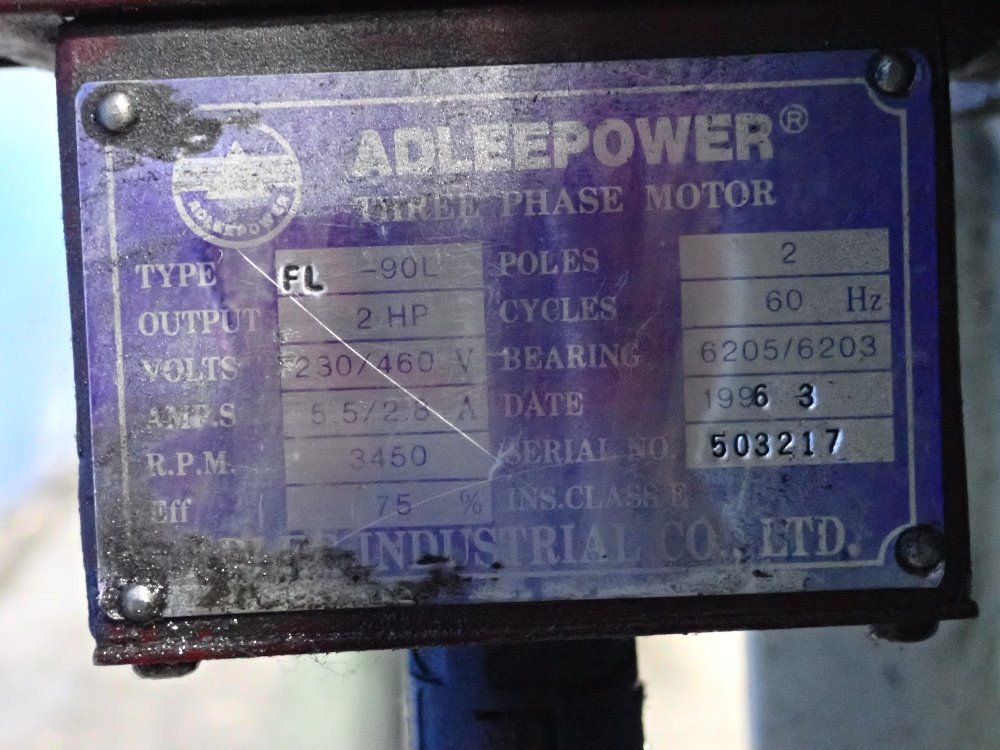 ADLEEPOWER®
THREE PHASE MOTOR
ADLEEPOWER
TYPE FL -90L POLES 2
OUTPUT 2 HP CYCLES 60 Hz
VOLTS 230/460 V BEARING 6205/6203
AMP.S 5.5/2.8 A DATE 1996 3
R.P.M. 3450 SERIAL NO. 503217
Eff 75 % INS.CLASS E
ADLEE INDUSTRIAL CO., LTD.